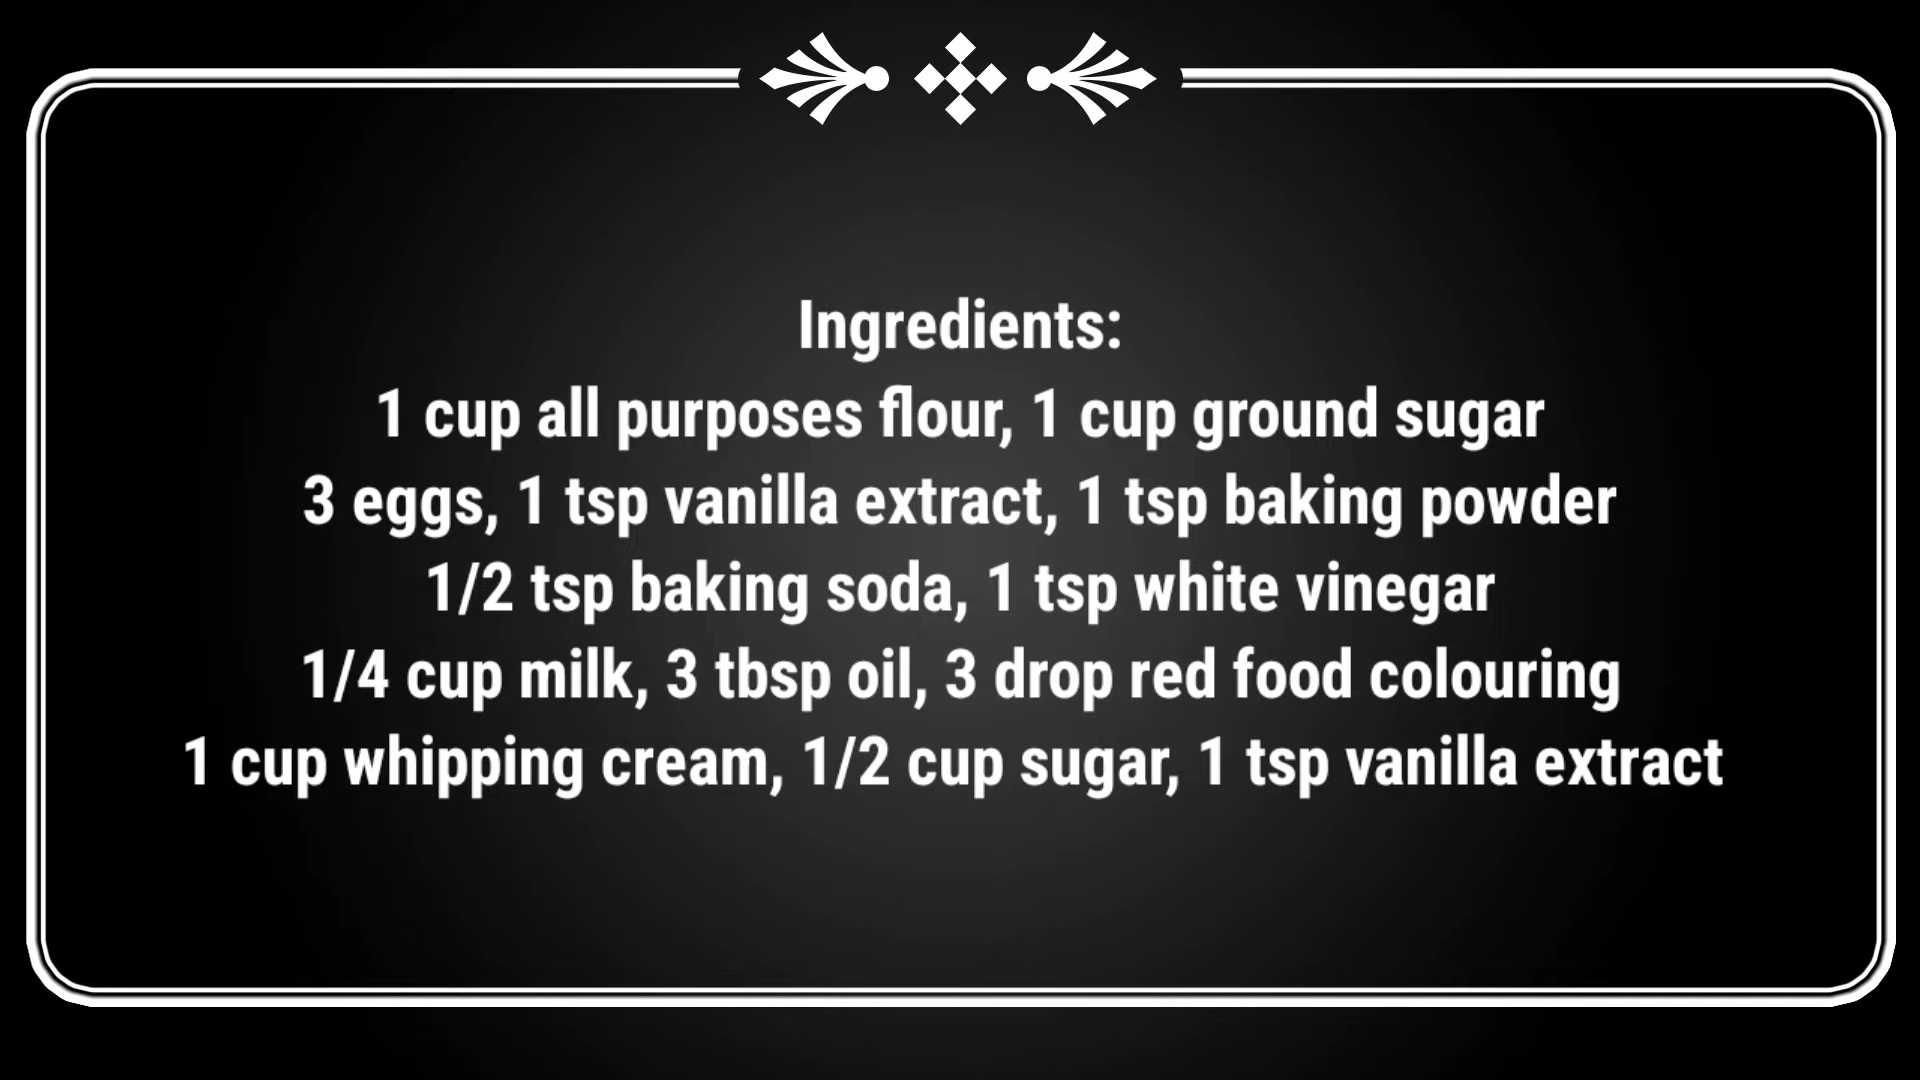 Ingredients:
1 cup all purposes flour, 1 cup ground sugar
3 eggs, 1 tsp vanilla extract, 1 tsp baking powder
1/2 tsp baking soda, 1 tsp white vinegar
1/4 cup milk, 3 tbsp oil, 3 drop red food colouring
1 cup whipping cream, 1/2 cup sugar, 1 tsp vanilla extract